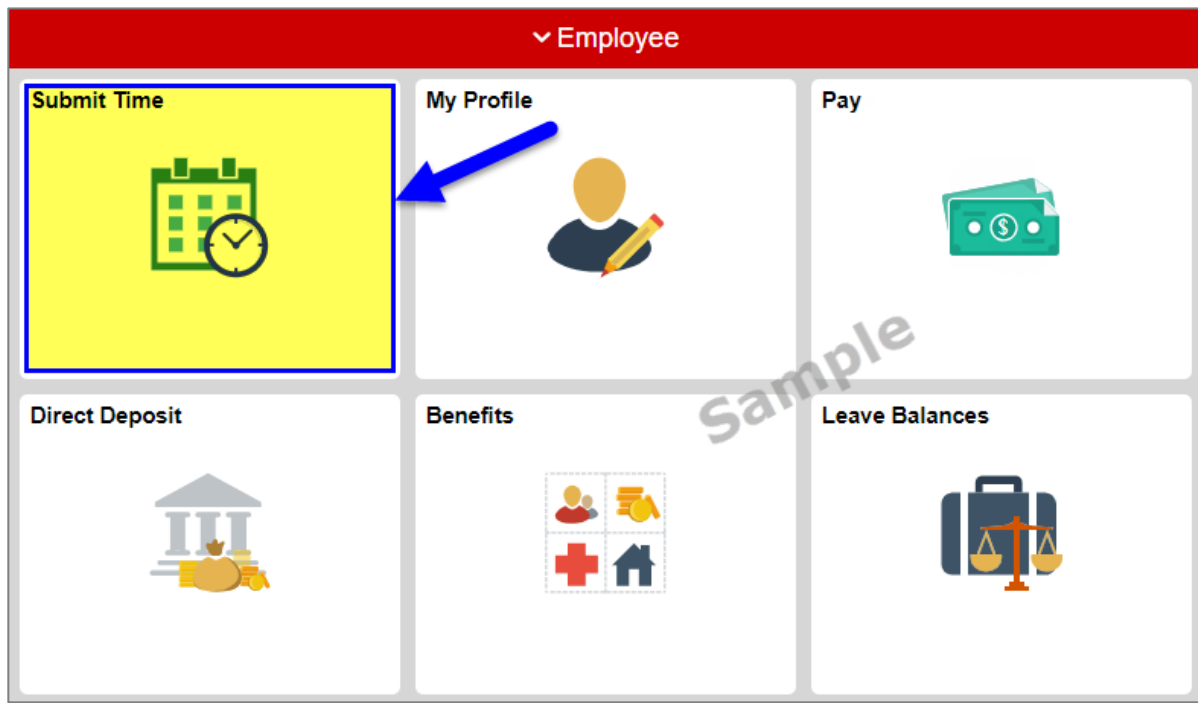 Employee
Submit Time
My Profile
Pay
$
Sample
Direct Deposit
Benefits
Leave Balances